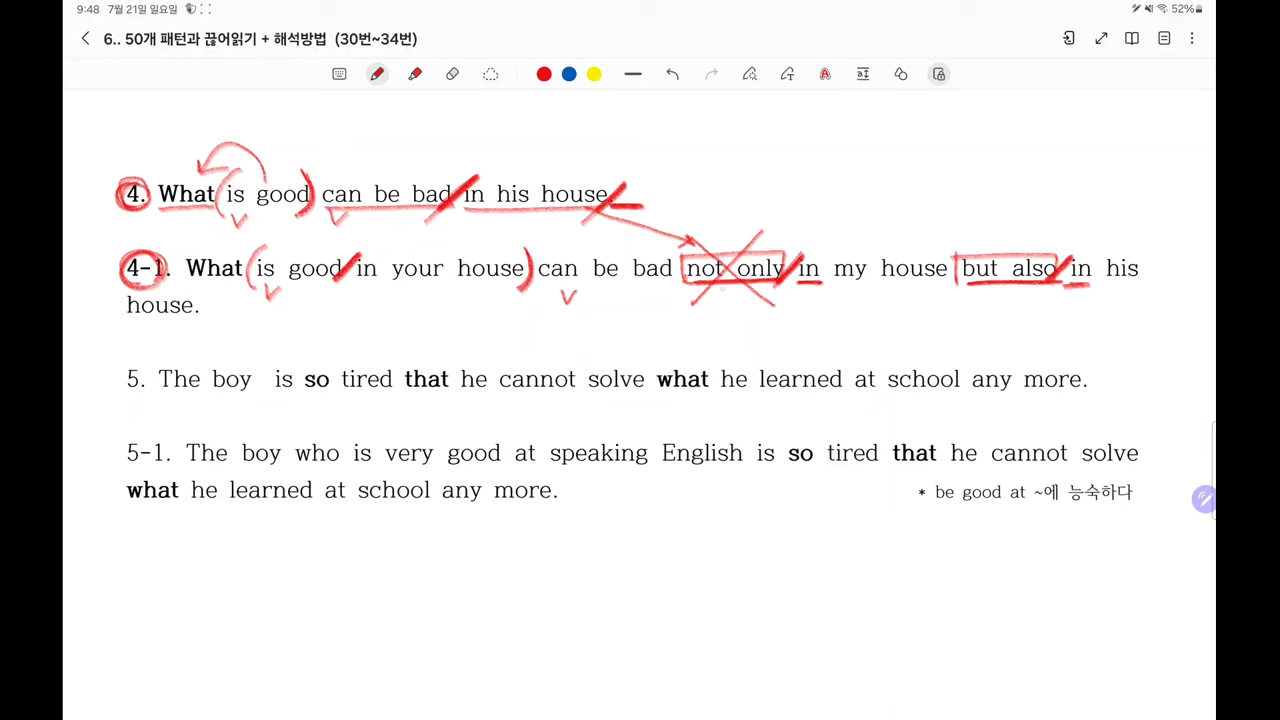 9:48 7월 21일 일요일 52%
6.. 50개 패턴과 끊어읽기 + 해석방법 (30번~34번)
4. What is good can be bad in his house.
4-1. What is good in your house can be bad not only in my house but also in his
house.
5. The boy is so tired that he cannot solve what he learned at school any more.
5-1. The boy who is very good at speaking English is so tired that he cannot solve
what he learned at school any more.
* be good at ~에 능숙하다